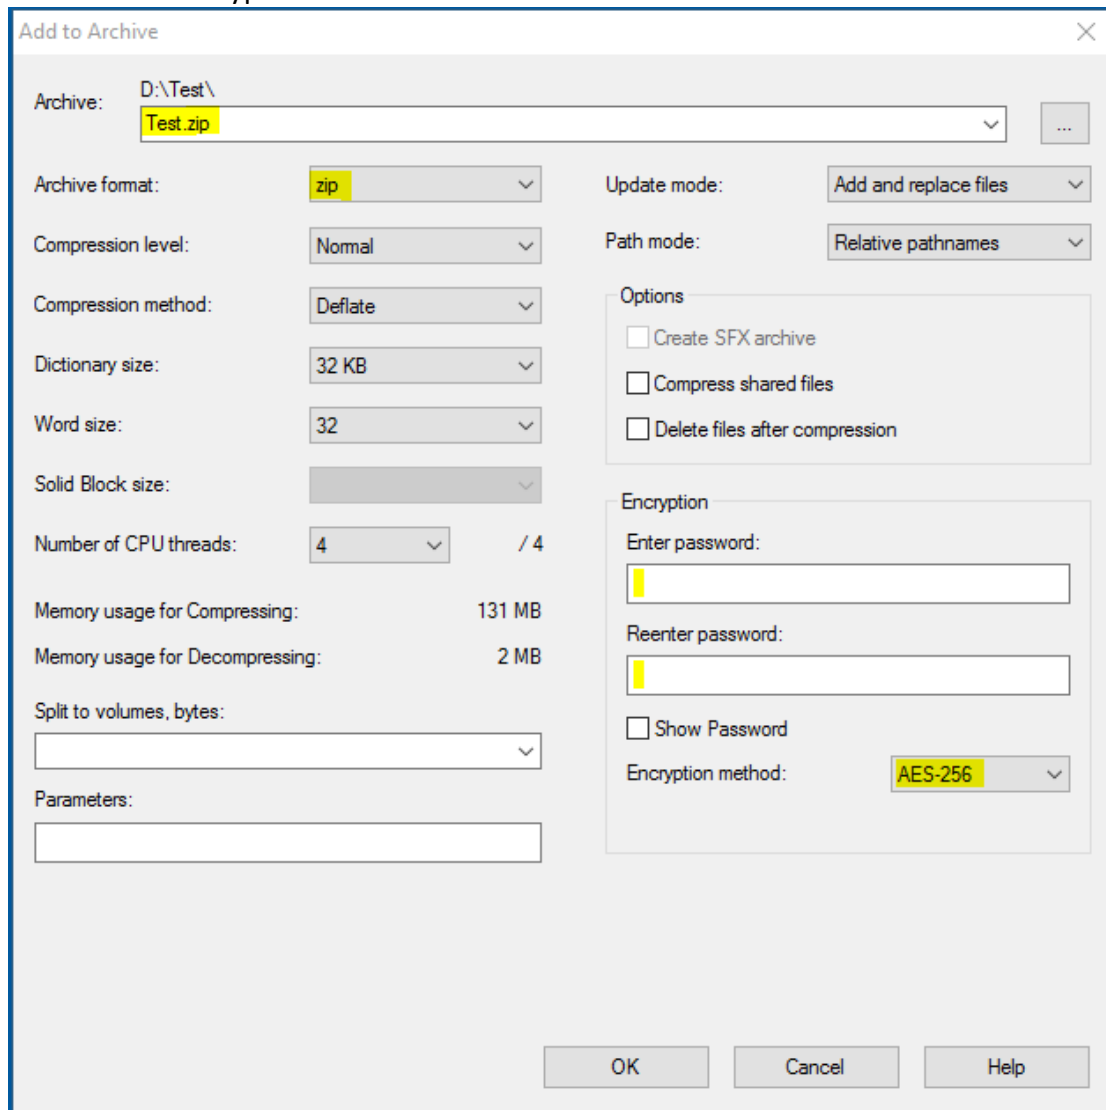 Add to Archive
Archive:
D:\Test\
Test.zip
...
Archive format:
zip
Update mode:
Add and replace files
Compression level:
Normal
Path mode:
Relative pathnames
Compression method:
Deflate
Options
Create SFX archive
Dictionary size:
32 KB
Compress shared files
Word size:
32
Delete files after compression
Solid Block size:
Number of CPU threads:
4
/ 4
Encryption
Enter password:
Memory usage for Compressing:
131 MB
Reenter password:
Memory usage for Decompressing:
2 MB
Split to volumes, bytes:
Show Password
Encryption method:
AES-256
Parameters:
OK
Cancel
Help